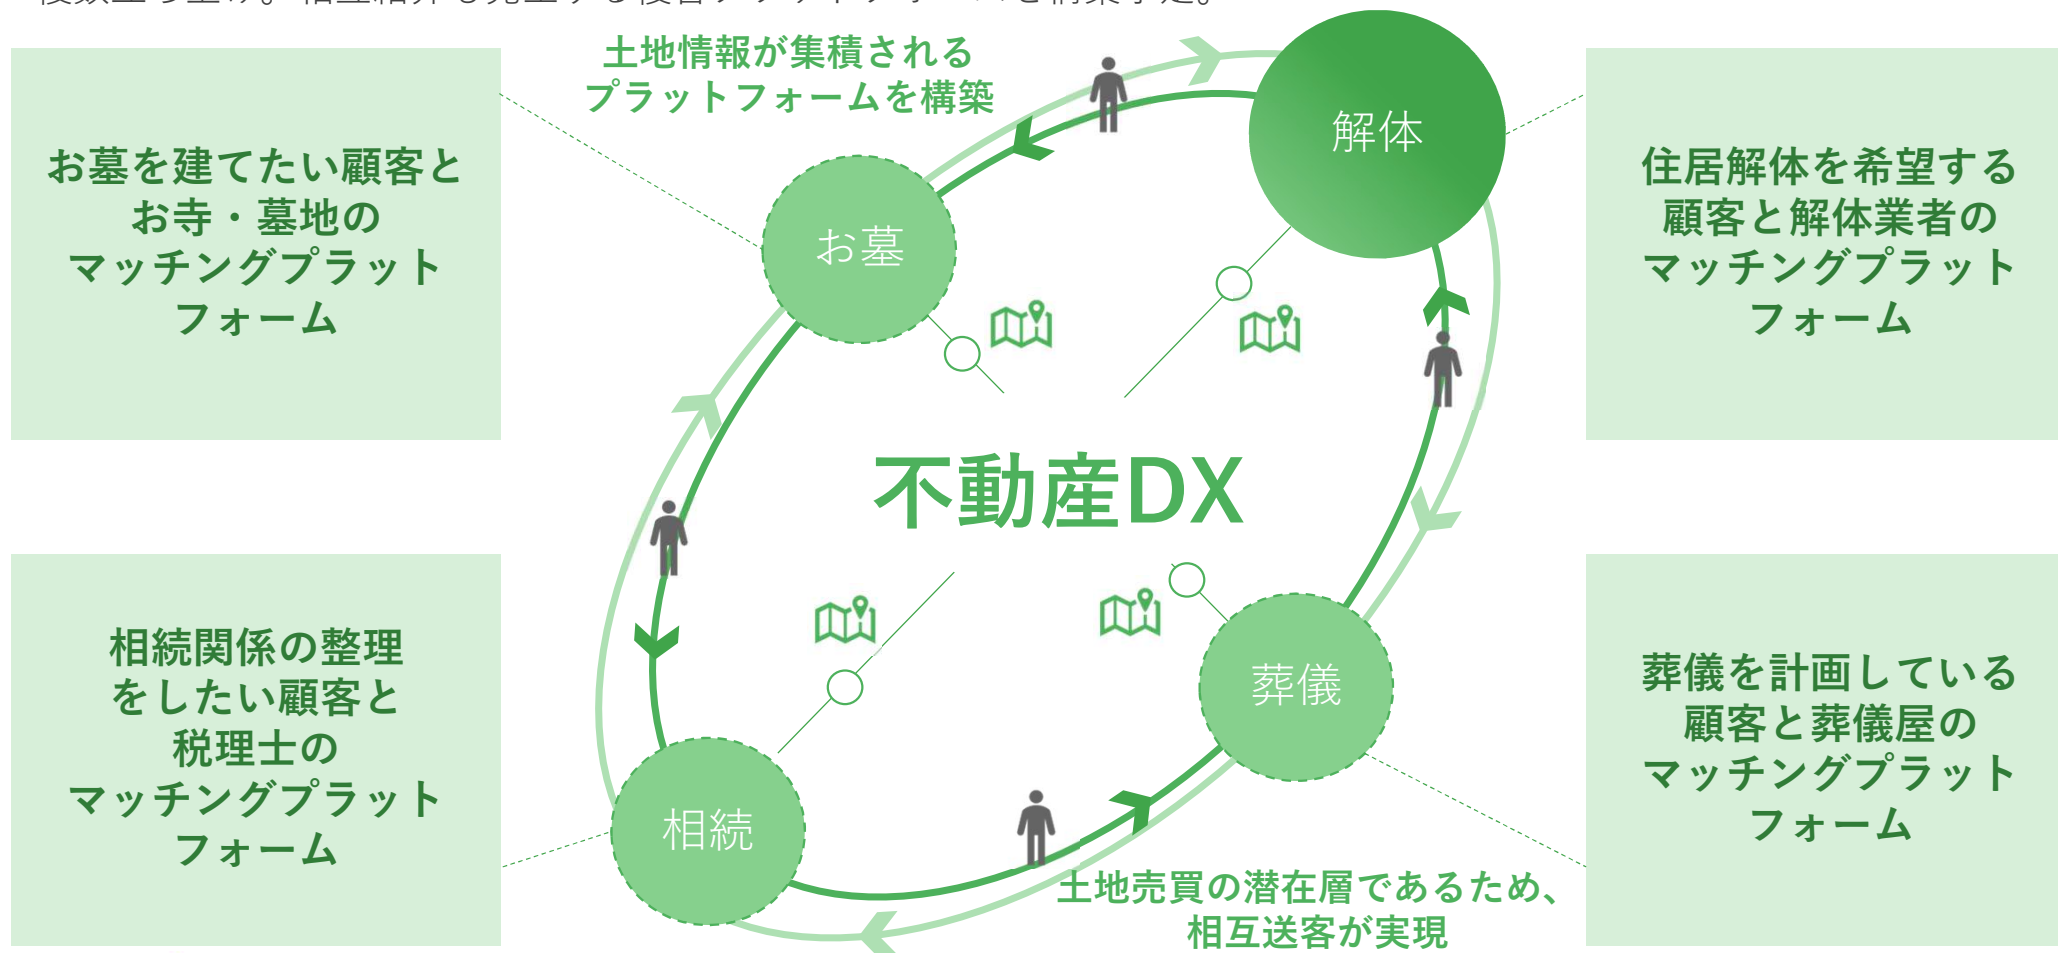 土地情報が集積される
プラットフォームを構築
お墓を建てたい顧客と
お寺・墓地の
マッチングプラット
フォーム
解体
お墓
住居解体を希望する
顧客と解体業者の
マッチングプラット
フォーム
不動産DX
相続関係の整理
をしたい顧客と
税理士の
マッチングプラット
フォーム
相続
葬儀
葬儀を計画している
顧客と葬儀屋の
マッチングプラット
フォーム
土地売買の潜在層であるため、
相互送客が実現